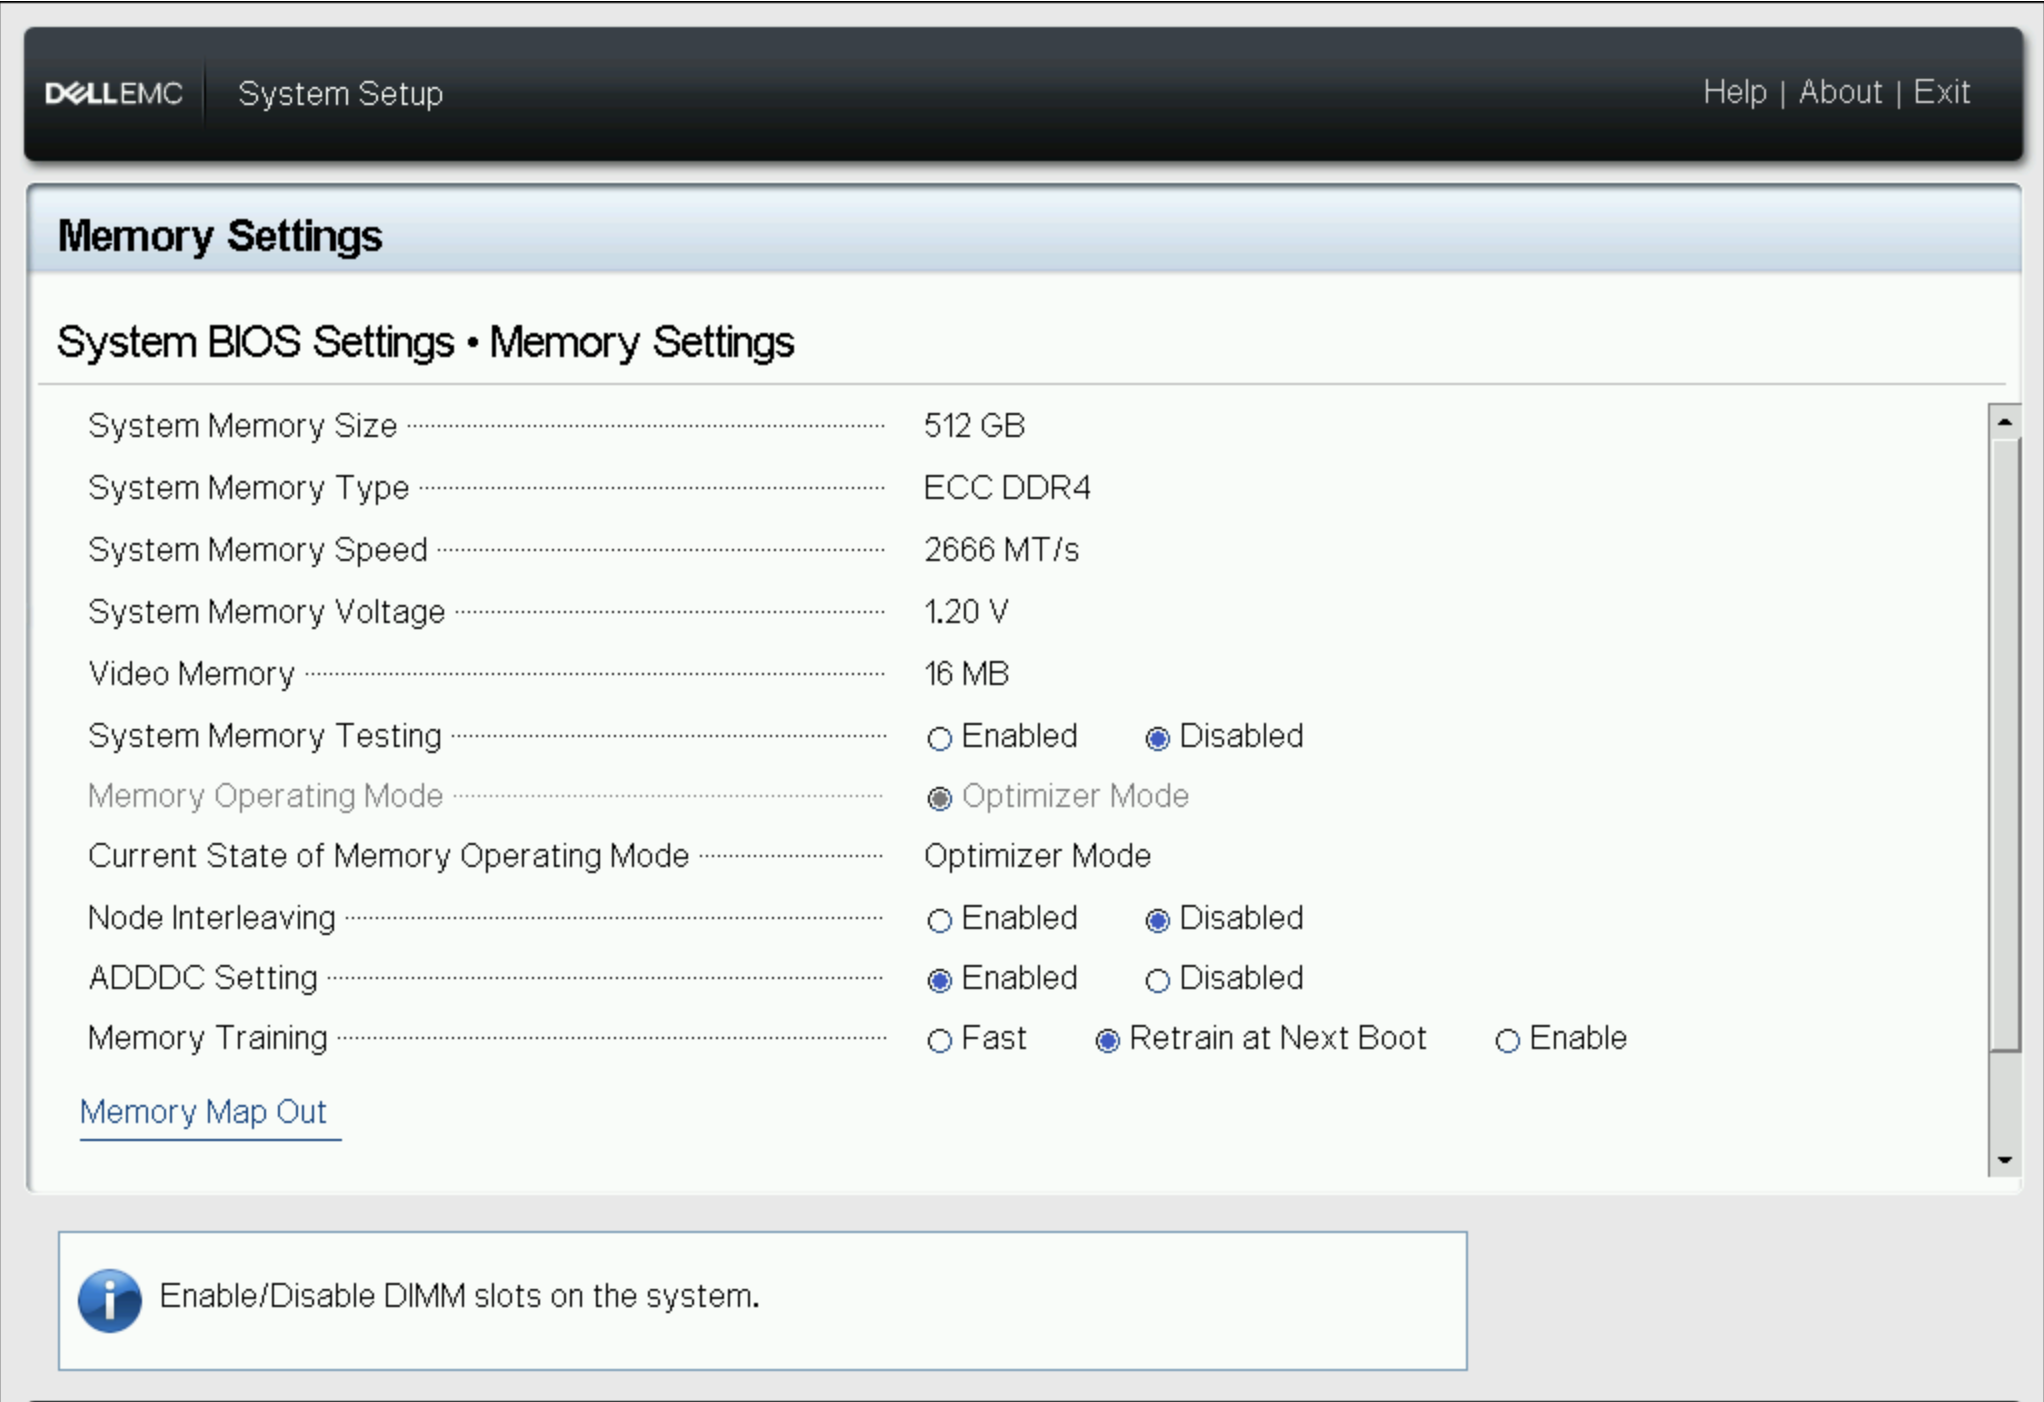 DELLEMC System Setup Help | About | Exit
Memory Settings
System BIOS Settings • Memory Settings
System Memory Size 512 GB
System Memory Type ECC DDR4
System Memory Speed 2666 MT/s
System Memory Voltage 1.20 V
Video Memory 16 MB
System Memory Testing Enabled Disabled
Memory Operating Mode Optimizer Mode
Current State of Memory Operating Mode Optimizer Mode
Node Interleaving Enabled Disabled
ADDDC Setting Enabled Disabled
Memory Training Fast Retrain at Next Boot Enable
Memory Map Out
Enable/Disable DIMM slots on the system.